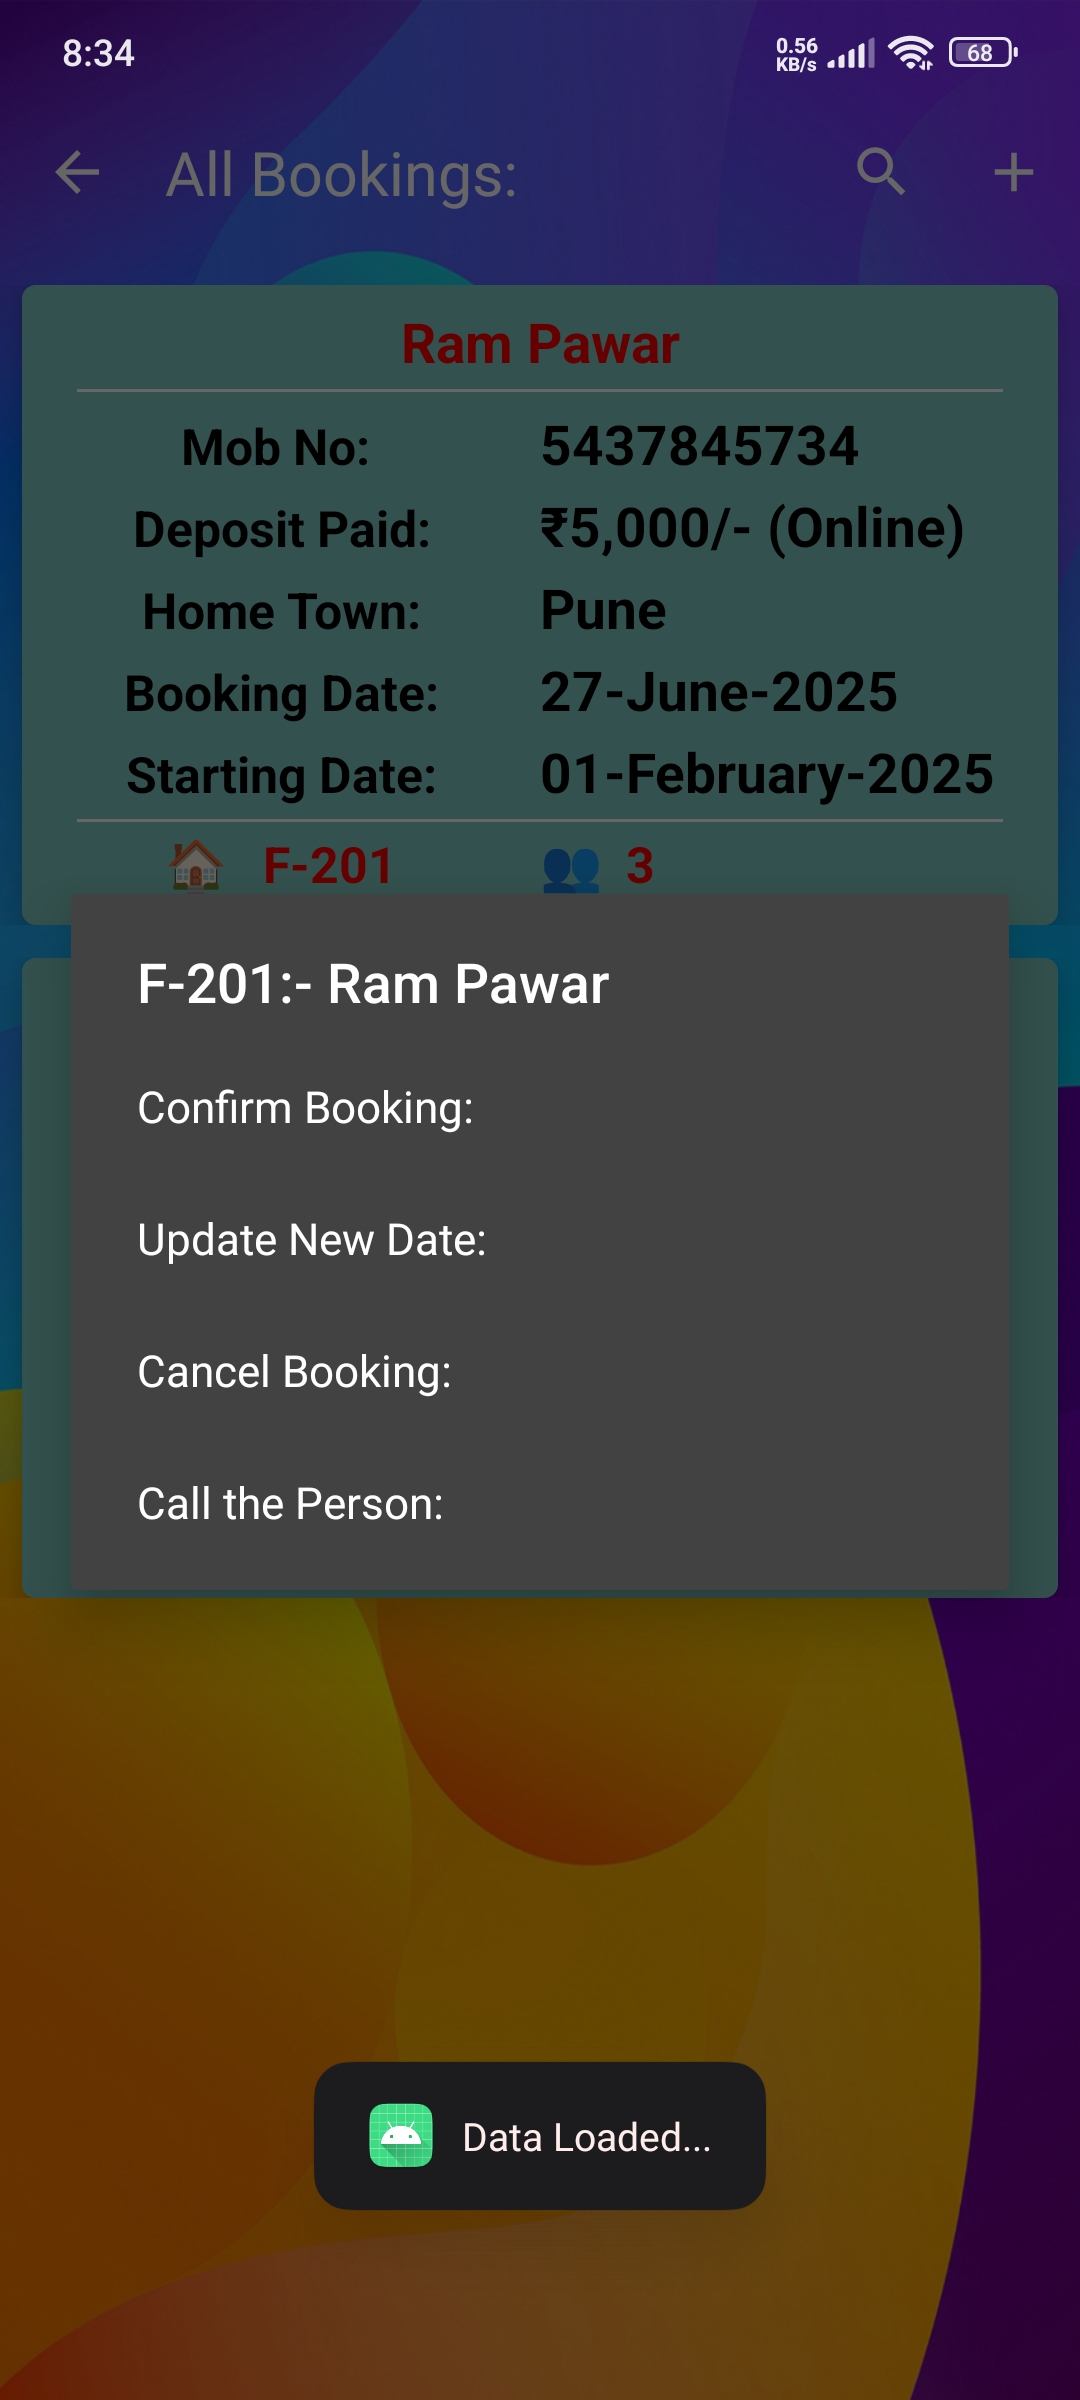 8:34
0.56
KB/s
68
All Bookings:
Ram Pawar
Mob No: 5437845734
Deposit Paid: ₹5,000/- (Online)
Home Town: Pune
Booking Date: 27-June-2025
Starting Date: 01-February-2025
F-201 3
F-201:- Ram Pawar
Confirm Booking:
Update New Date:
Cancel Booking:
Call the Person:
Data Loaded...